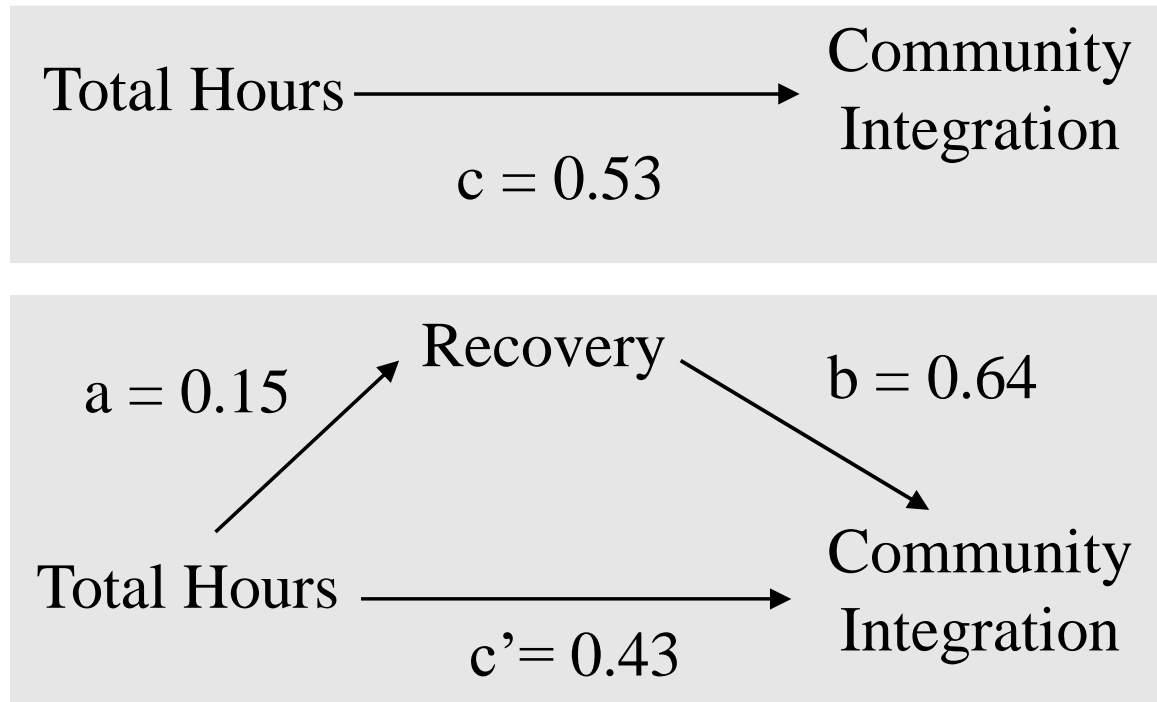 Total Hours
Community
Integration
c = 0.53
Recovery
a = 0.15
b = 0.64
Total Hours
Community
Integration
c’= 0.43